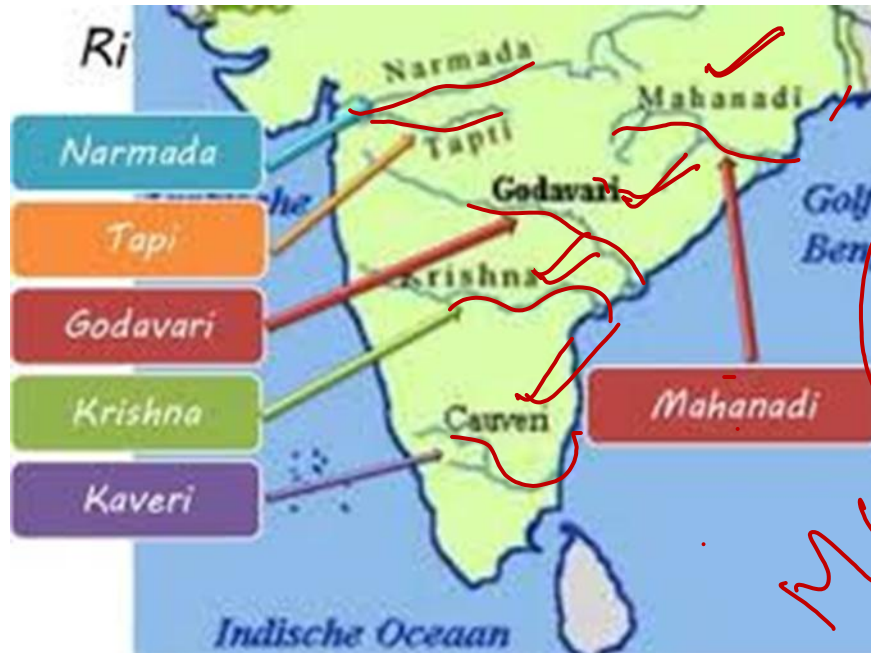 Ri
Narmada
Mahanadi
Narmada
Tapti
Tapi
Godavari
Golf
Ben
Godavari
Krishna
Krishna
Mahanadi
Cauveri
Kaveri
M
Indische Oceaan